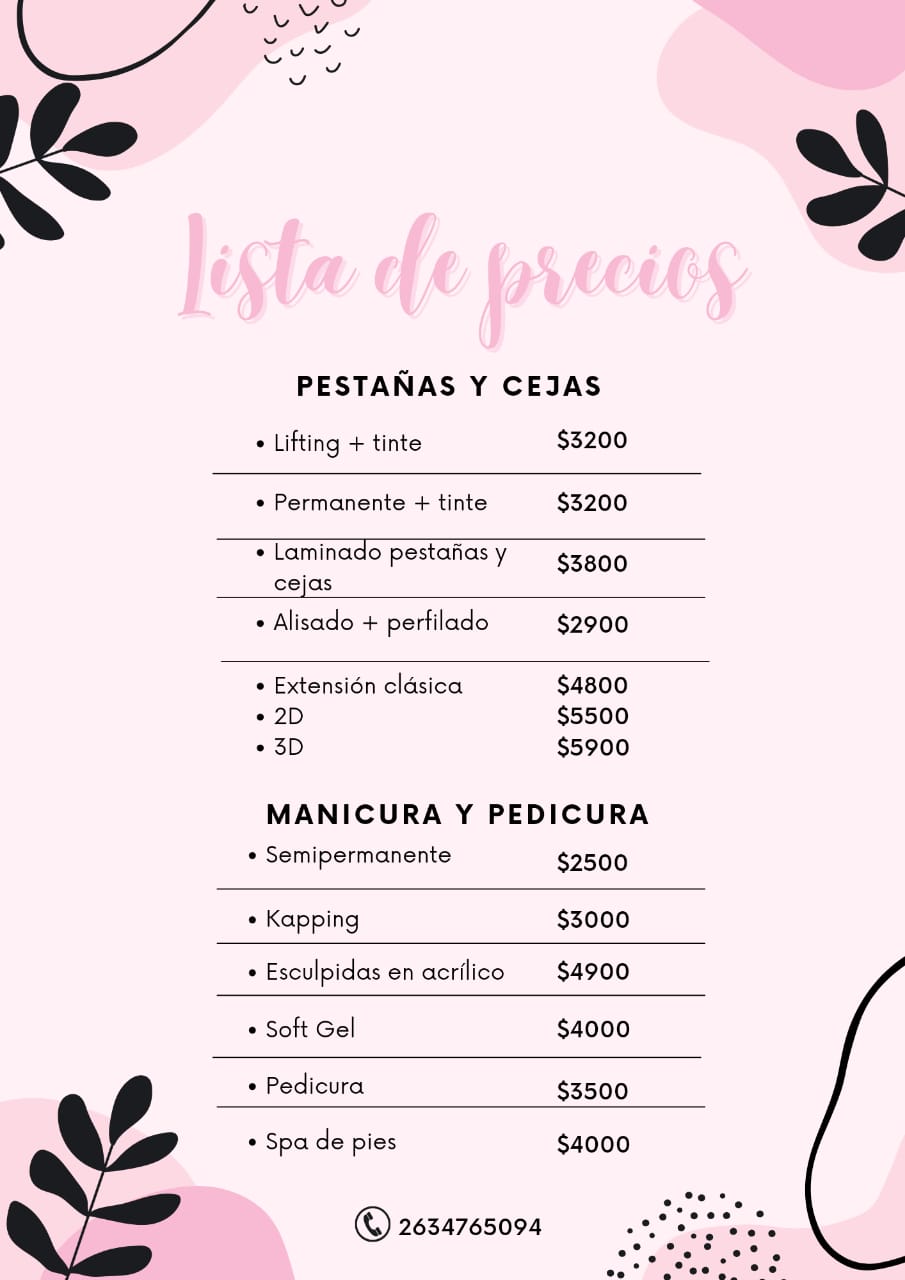 Lista de precios
PESTAÑAS Y CEJAS
• Lifting + tinte $3200
• Permanente + tinte $3200
• Laminado pestañas y
cejas $3800
• Alisado + perfilado $2900
• Extensión clásica $4800
• 2D $5500
• 3D $5900
MANICURA Y PEDICURA
• Semipermanente $2500
• Kapping $3000
• Esculpidas en acrílico $4900
• Soft Gel $4000
• Pedicura $3500
• Spa de pies $4000
2634765094